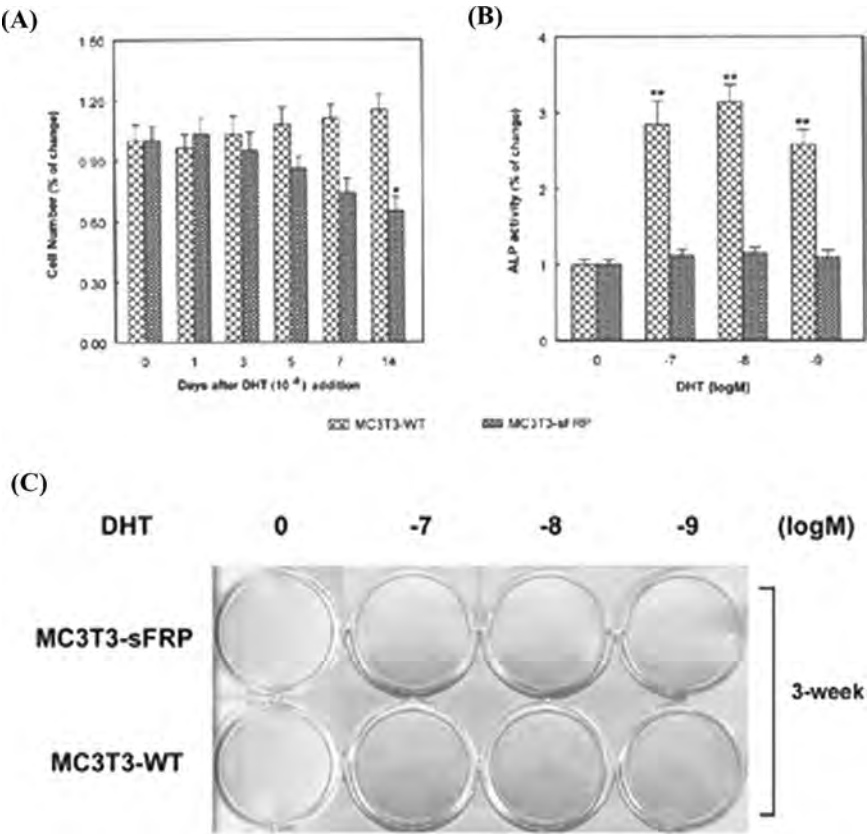 (A)
1.50
1.20
0.90
0.60
0.30
0.00
Cell Number (% of change)
*
0 1 3 5 7 14
Days after DHT (10⁻⁸) addition
(B)
4
3
2
1
0
ALP activity (% of change)
** ** **
0 -7 -8 -9
DHT (logM)
MC3T3-WT MC3T3-sFRP
(C)
DHT 0 -7 -8 -9 (logM)
MC3T3-sFRP
3-week
MC3T3-WT